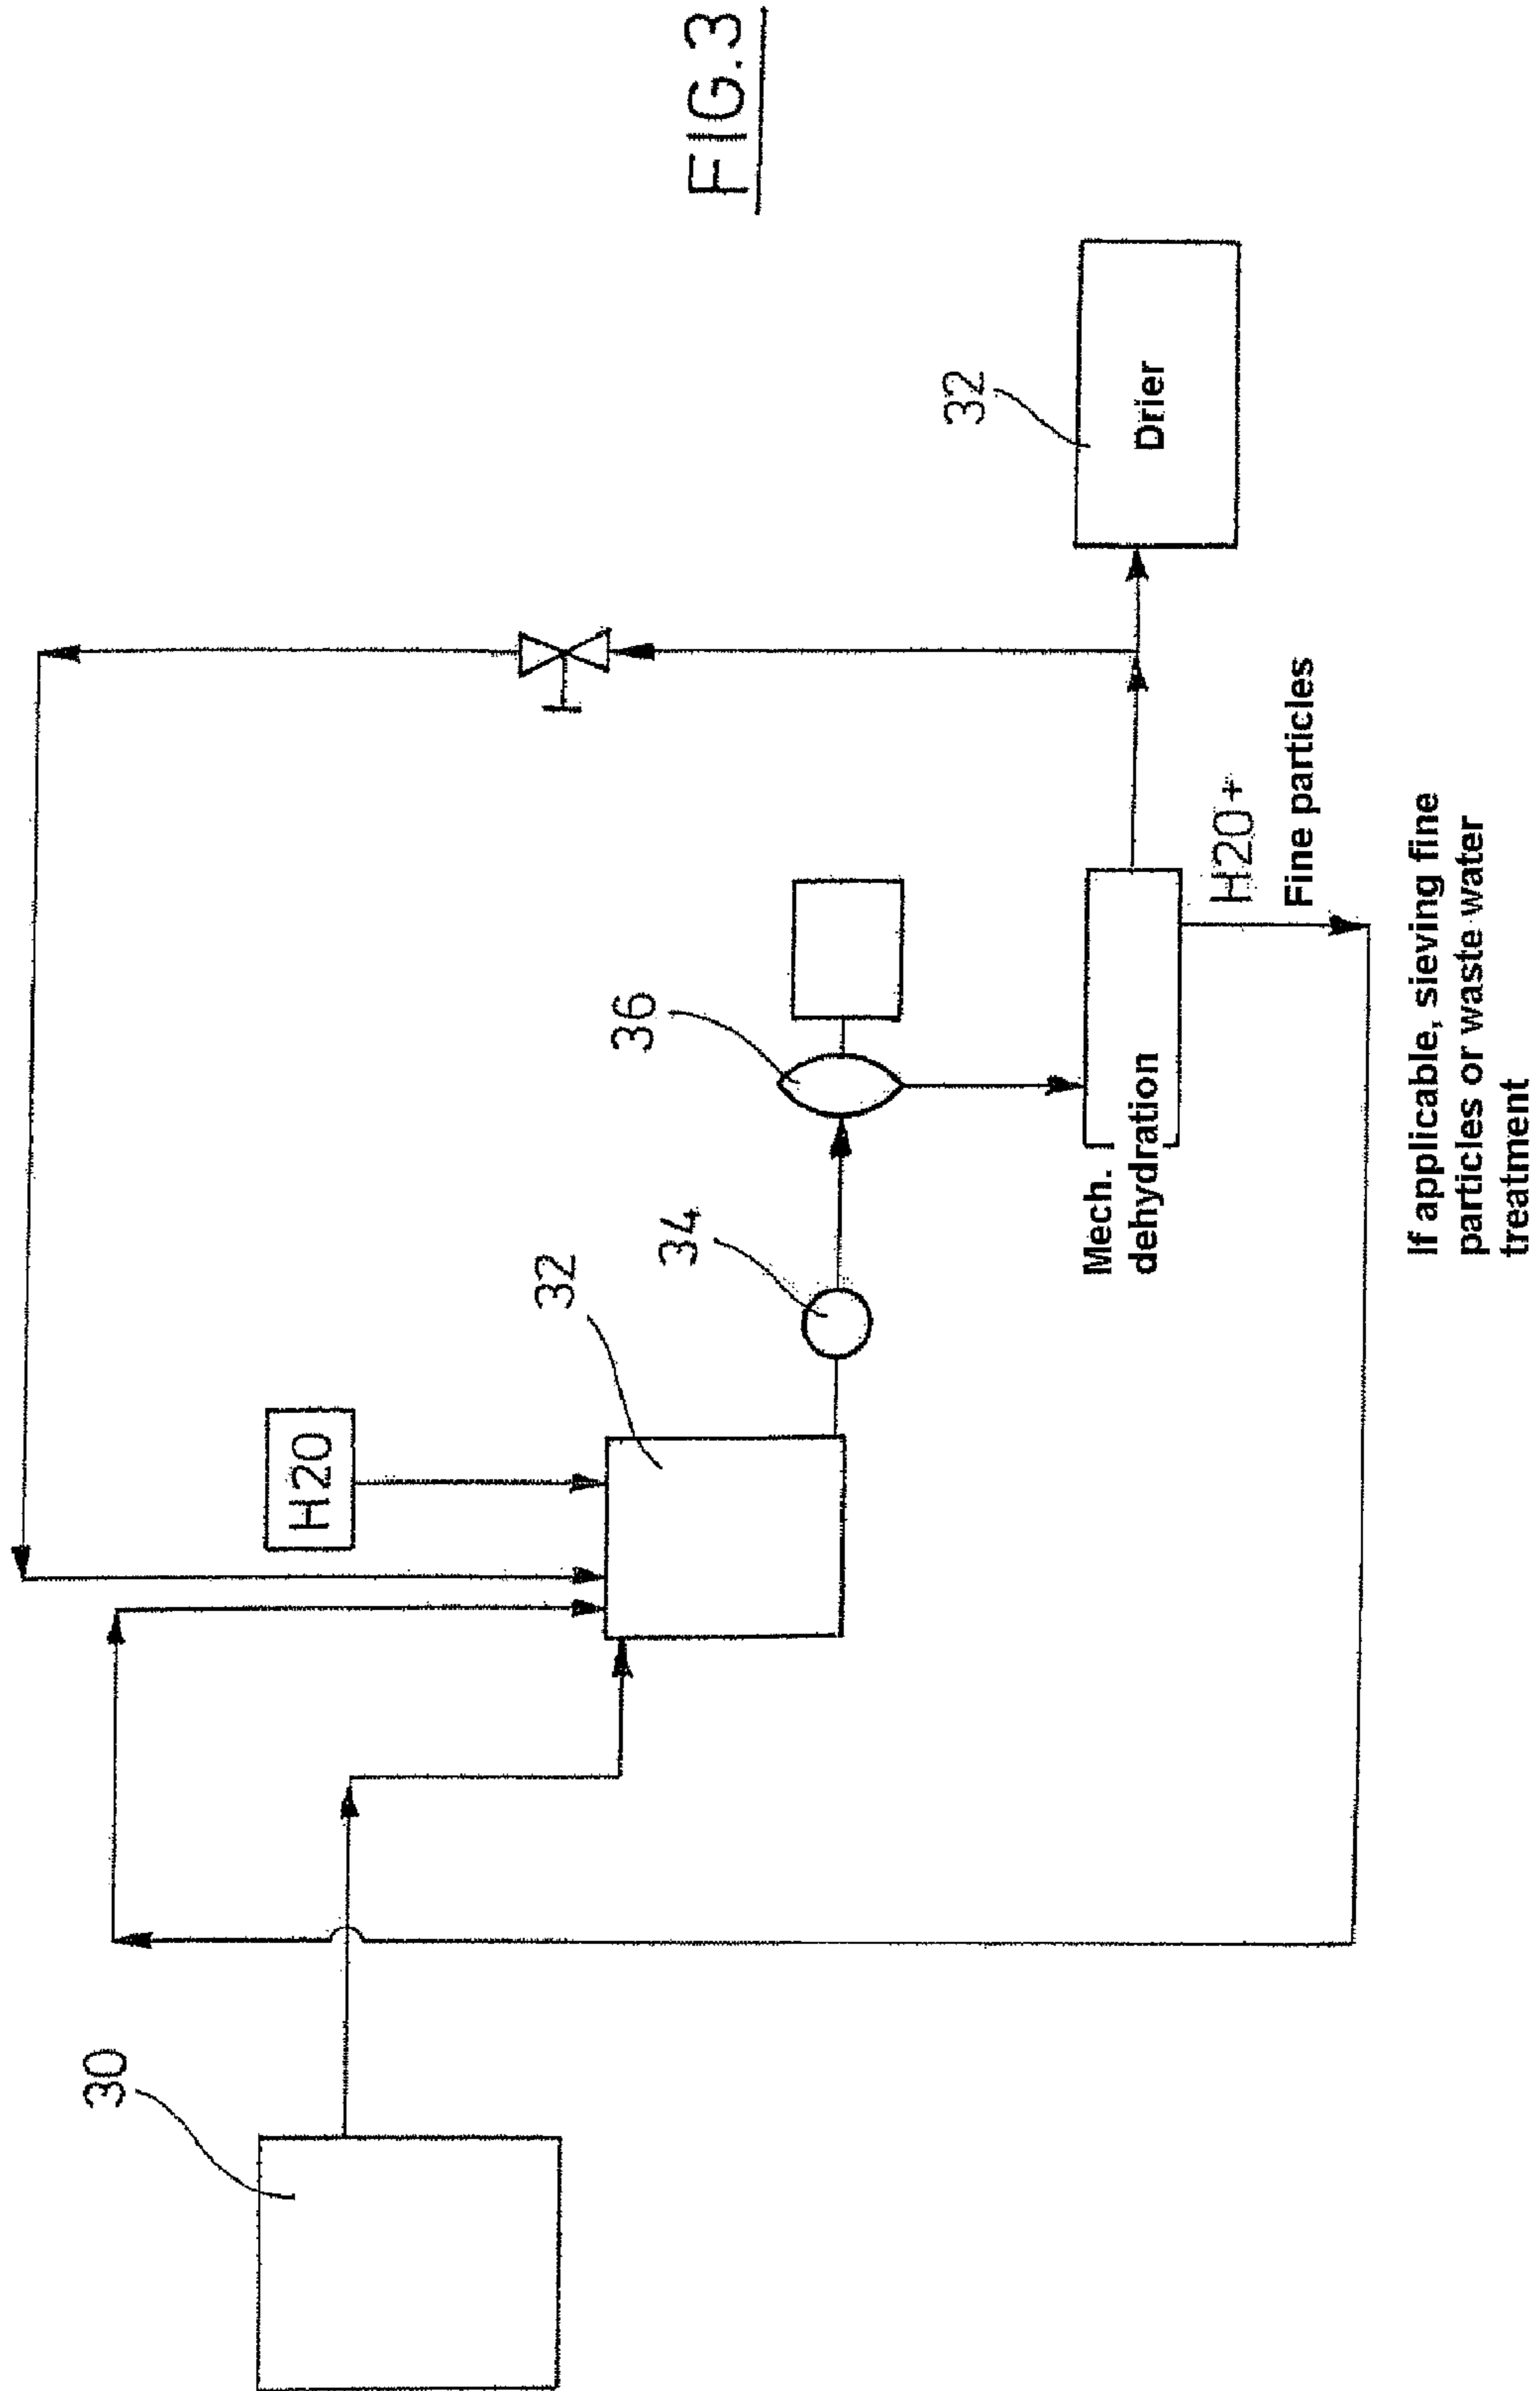 FIG.3
30
H20
32
34
36
32
Drier
Mech.
dehydration
H20+
Fine particles
If applicable, sieving fine
particles or waste water
treatment